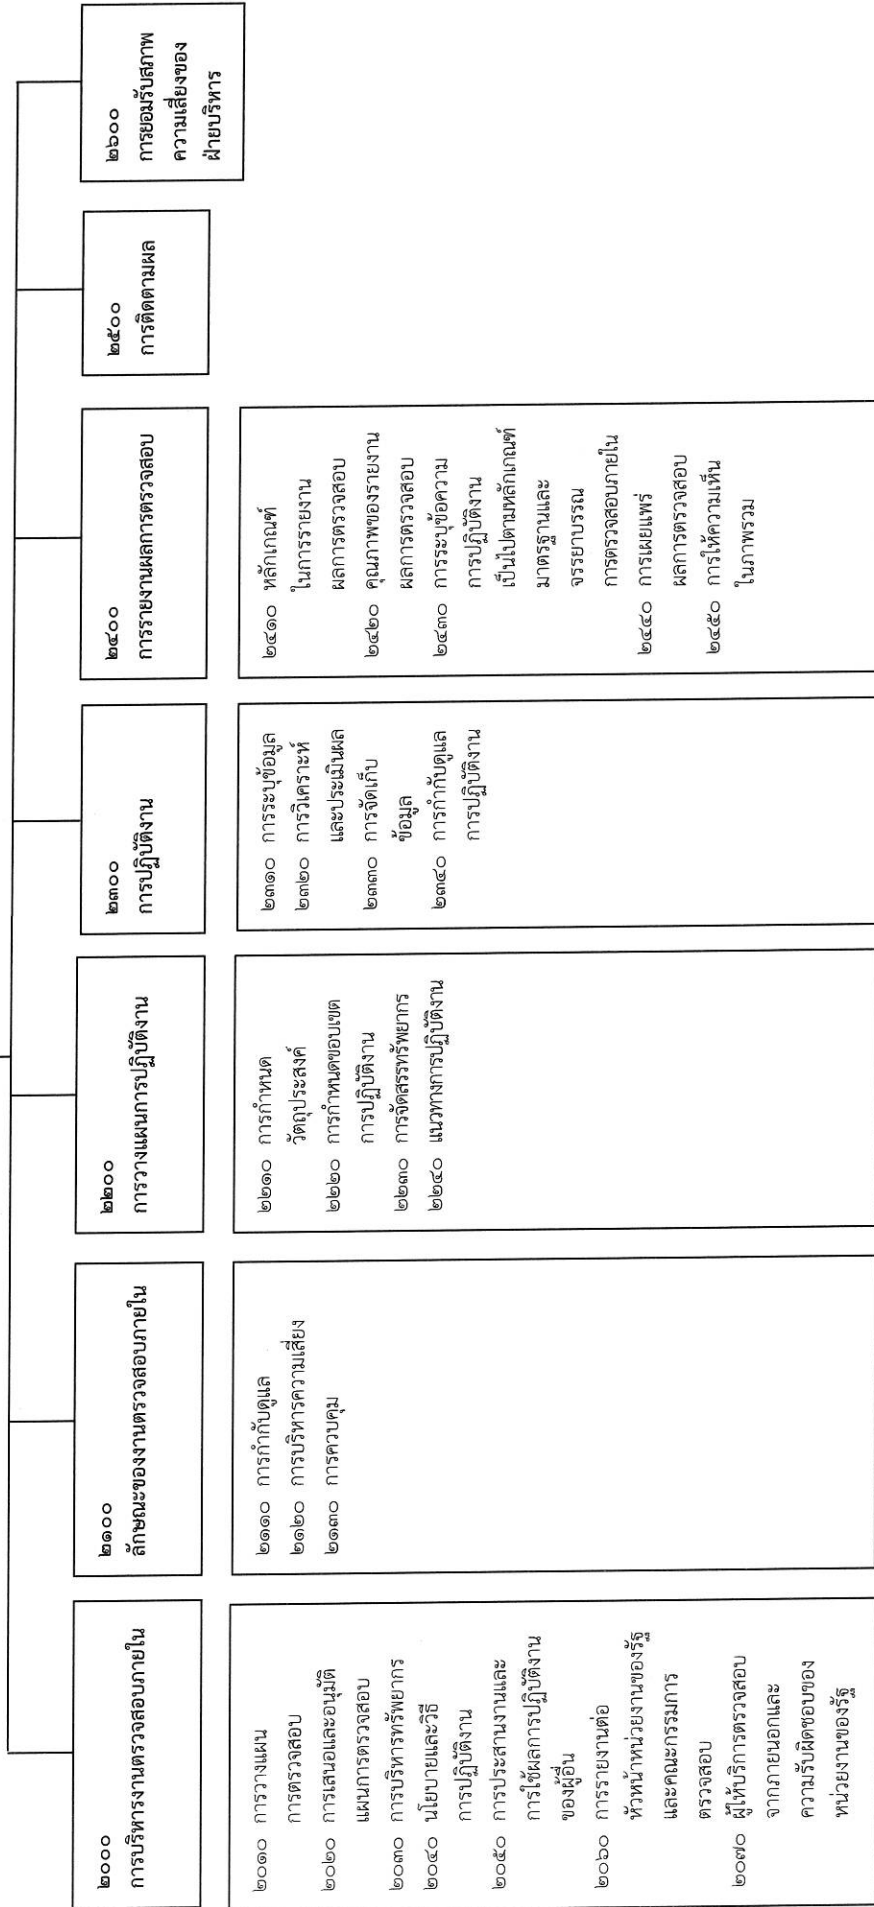 ๒๐๐๐
การบริหารงานตรวจสอบภายใน
๒๐๑๐ การวางแผน
การตรวจสอบ
๒๐๒๐ การเสนอและอนุมัติ
แผนการตรวจสอบ
๒๐๓๐ การบริหารทรัพยากร
๒๐๔๐ นโยบายและวิธี
การปฏิบัติงาน
๒๐๕๐ การประสานงานและ
การใช้ผลการปฏิบัติงาน
ของผู้อื่น
๒๐๖๐ การรายงานต่อ
หัวหน้าหน่วยงานของรัฐ
และคณะกรรมการ
ตรวจสอบ
๒๐๗๐ ผู้ให้บริการตรวจสอบ
จากภายนอกและ
ความรับผิดชอบของ
หน่วยงานของรัฐ
๒๑๐๐
ลักษณะของงานตรวจสอบภายใน
๒๑๑๐ การกำกับดูแล
๒๑๒๐ การบริหารความเสี่ยง
๒๑๓๐ การควบคุม
๒๒๐๐
การวางแผนการปฏิบัติงาน
๒๒๑๐ การกำหนด
วัตถุประสงค์
๒๒๒๐ การกำหนดขอบเขต
การปฏิบัติงาน
๒๒๓๐ การจัดสรรทรัพยากร
๒๒๔๐ แนวทางการปฏิบัติงาน
๒๓๐๐
การปฏิบัติงาน
๒๓๑๐ การระบุข้อมูล
๒๓๒๐ การวิเคราะห์
และประเมินผล
๒๓๓๐ การจัดเก็บ
ข้อมูล
๒๓๔๐ การกำกับดูแล
การปฏิบัติงาน
๒๔๐๐
การรายงานผลการตรวจสอบ
๒๔๑๐ หลักเกณฑ์
ในการรายงาน
ผลการตรวจสอบ
๒๔๒๐ คุณภาพของรายงาน
ผลการตรวจสอบ
๒๔๓๐ การระบุข้อความ
การปฏิบัติงาน
เป็นไปตามหลักเกณฑ์
มาตรฐานและ
จรรยาบรรณ
การตรวจสอบภายใน
๒๔๔๐ การเผยแพร่
ผลการตรวจสอบ
๒๔๕๐ การให้ความเห็น
ในภาพรวม
๒๕๐๐
การติดตามผล
๒๖๐๐
การยอมรับสภาพ
ความเสี่ยงของ
ฝ่ายบริหาร